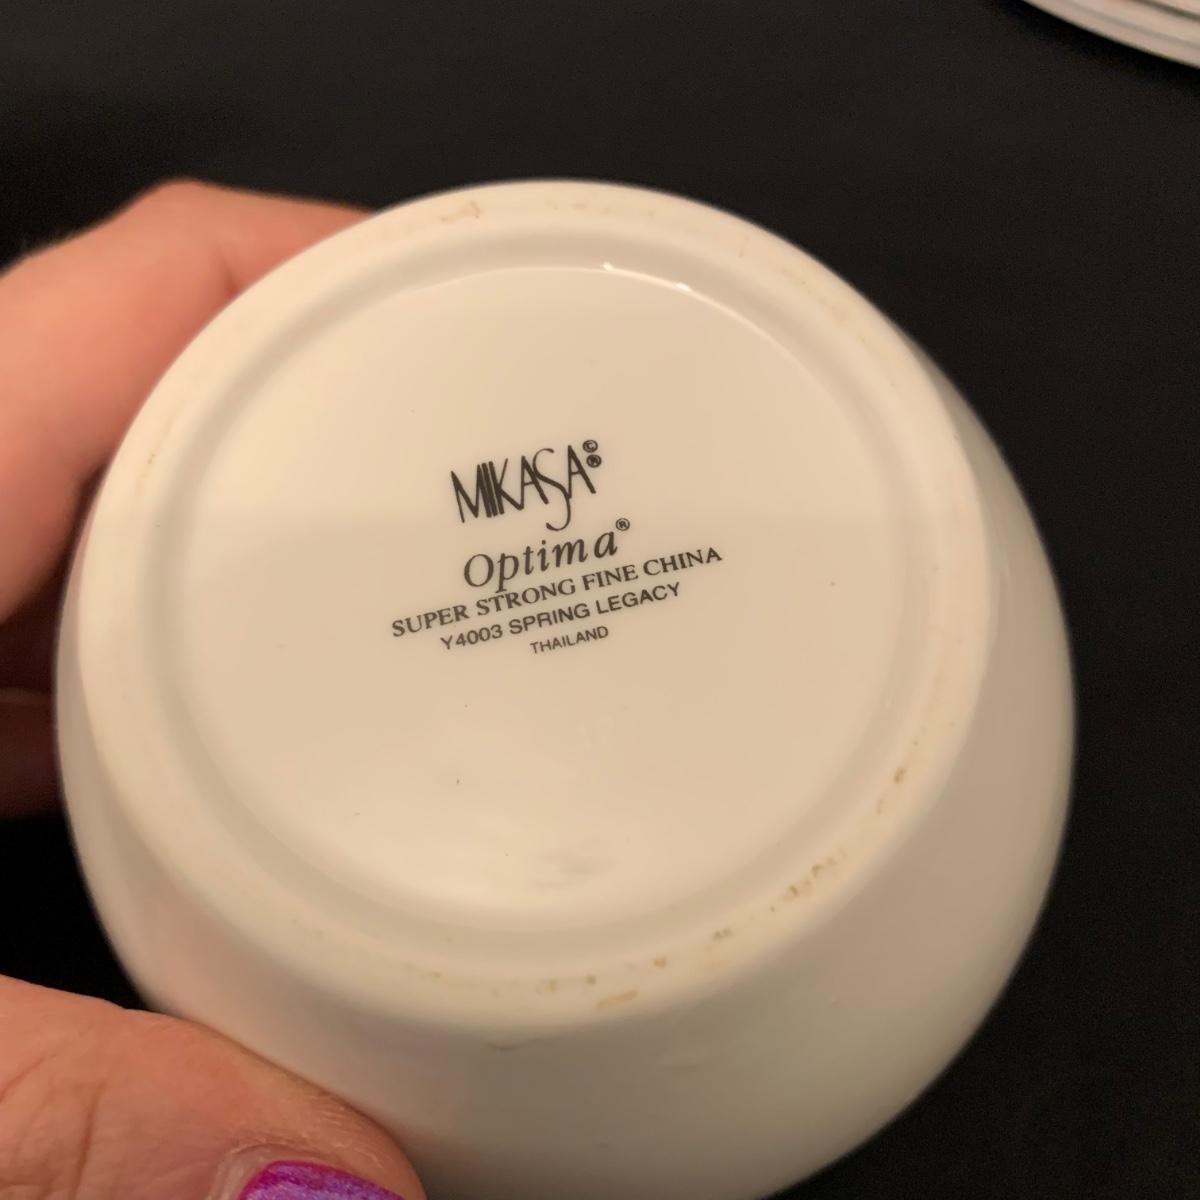 MIKASA©®
Optima®
SUPER STRONG FINE CHINA
Y4003 SPRING LEGACY
THAILAND